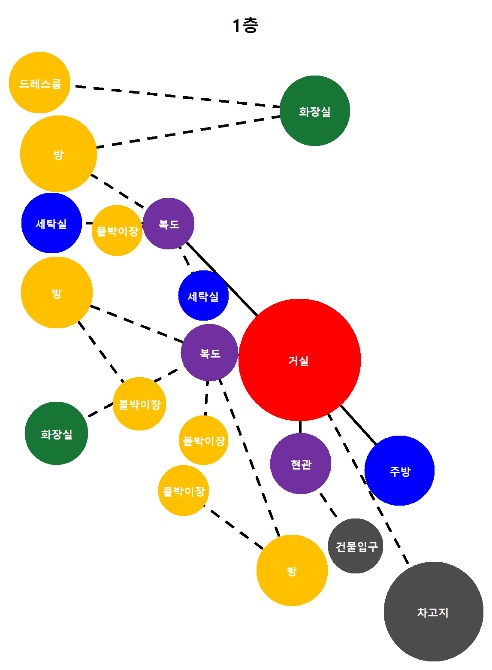 1층
드레스룸
화장실
방
세탁실
붙박이장
복도
방
세탁실
복도
거실
붙박이장
화장실
붙박이장
현관
주방
붙박이장
건물입구
방
차고지